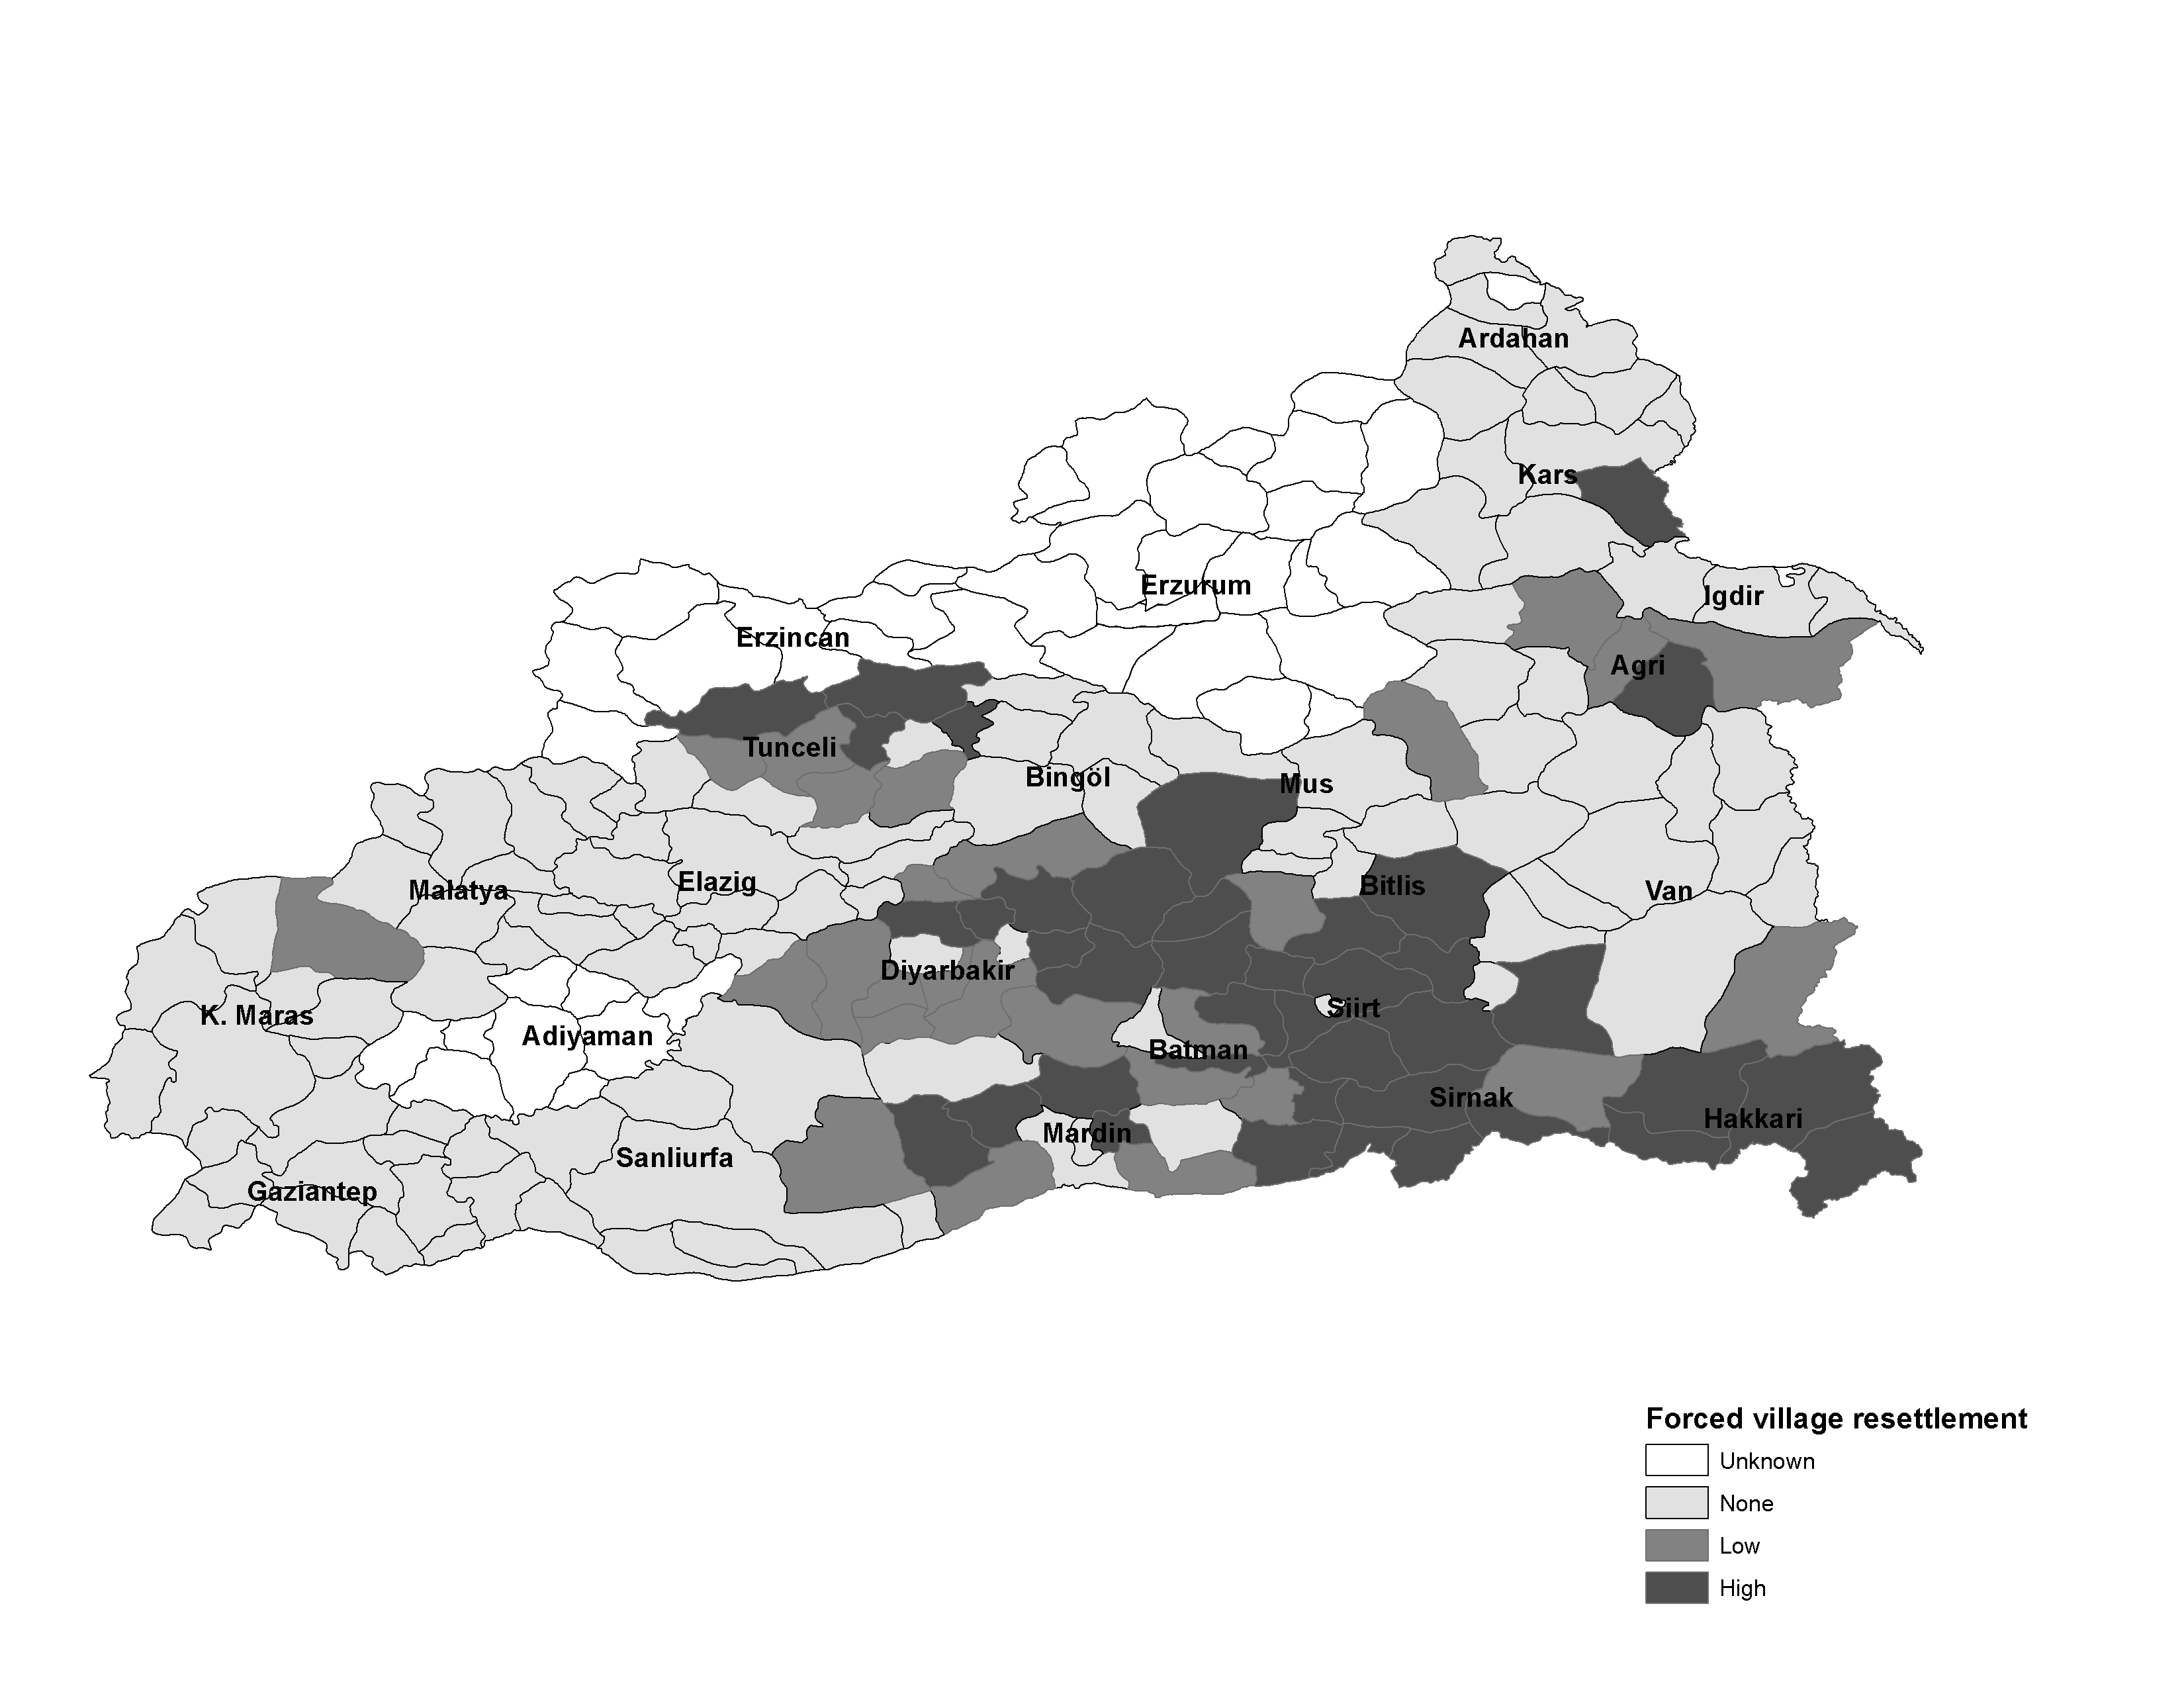 Ardahan
Kars
Erzurum
Igdir
Erzincan
Agri
Tunceli
Bingöl
Mus
Malatya
Elazig
Bitlis
Van
Diyarbakir
K. Maras
Adiyaman
Siirt
Batman
Sirnak
Hakkari
Mardin
Sanliurfa
Gaziantep
Forced village resettlement
Unknown
None
Low
High